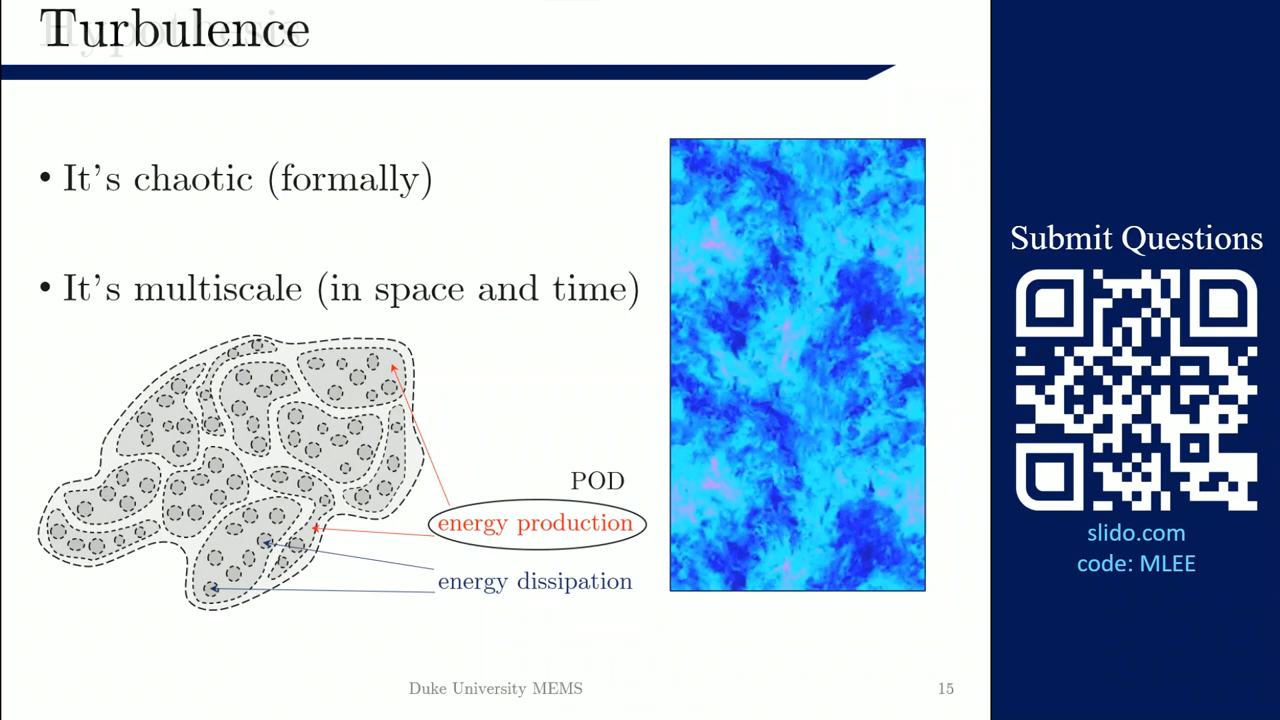 Turbulence
Hypothesis
• It's chaotic (formally)
• It's multiscale (in space and time)
POD
energy production
energy dissipation
Duke University MEMS
15
Submit Questions
slido.com
code: MLEE